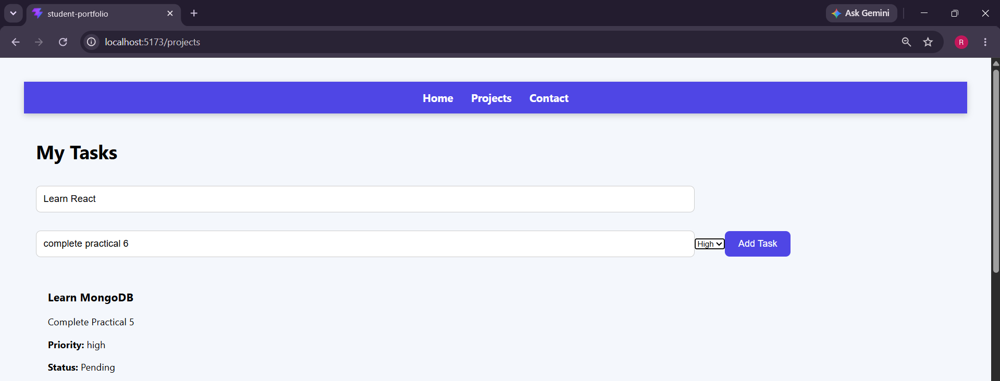 student-portfolio
Ask Gemini
localhost:5173/projects
R
Home Projects Contact
My Tasks
Learn React
complete practical 6
High
Add Task
Learn MongoDB
Complete Practical 5
Priority: high
Status: Pending